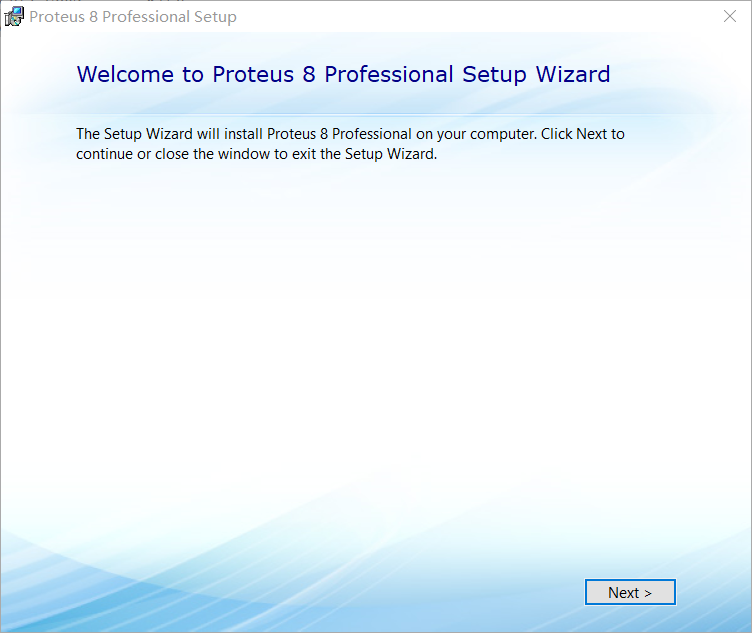 Proteus 8 Professional Setup
Welcome to Proteus 8 Professional Setup Wizard
The Setup Wizard will install Proteus 8 Professional on your computer. Click Next to
continue or close the window to exit the Setup Wizard.
Next >